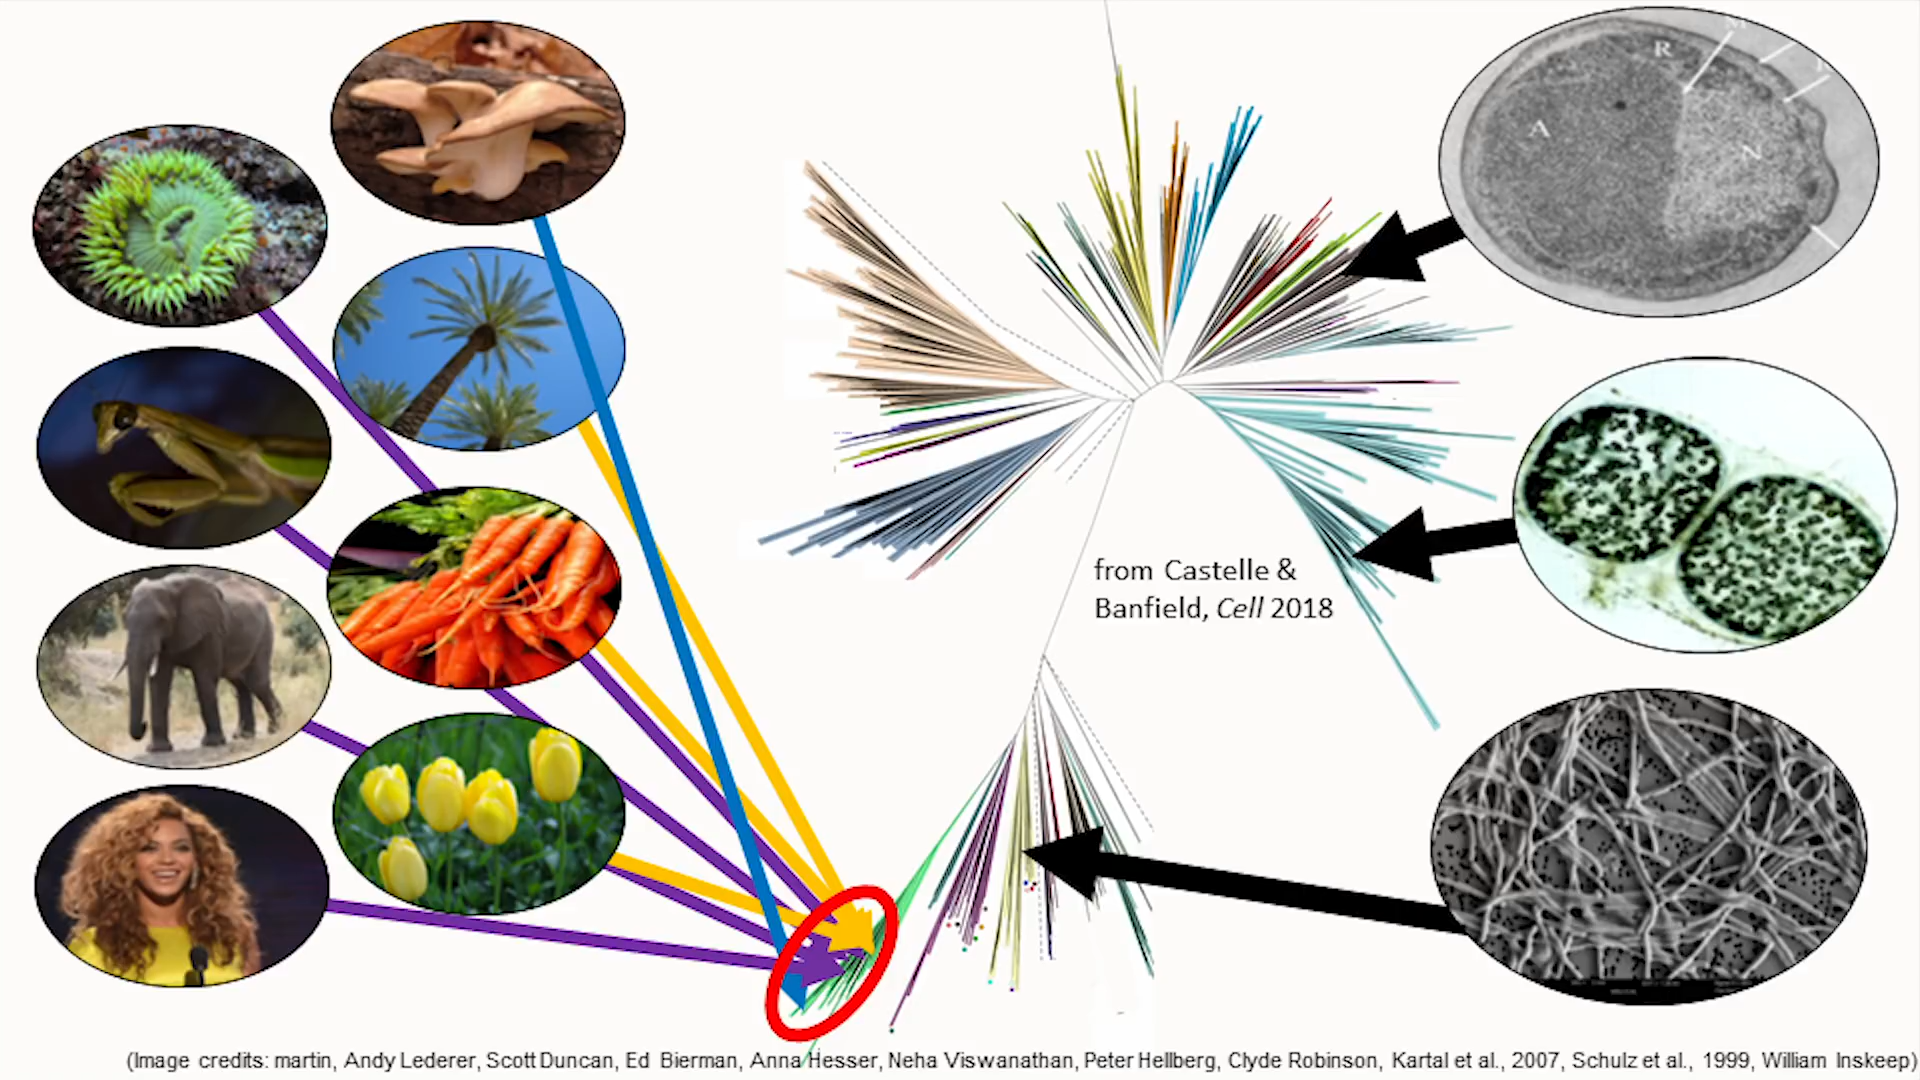 R
A
N
from Castelle &
Banfield, Cell 2018
(Image credits: martin, Andy Lederer, Scott Duncan, Ed Bierman, Anna Hesser, Neha Viswanathan, Peter Hellberg, Clyde Robinson, Kartal et al., 2007, Schulz et al., 1999, William Inskeep)